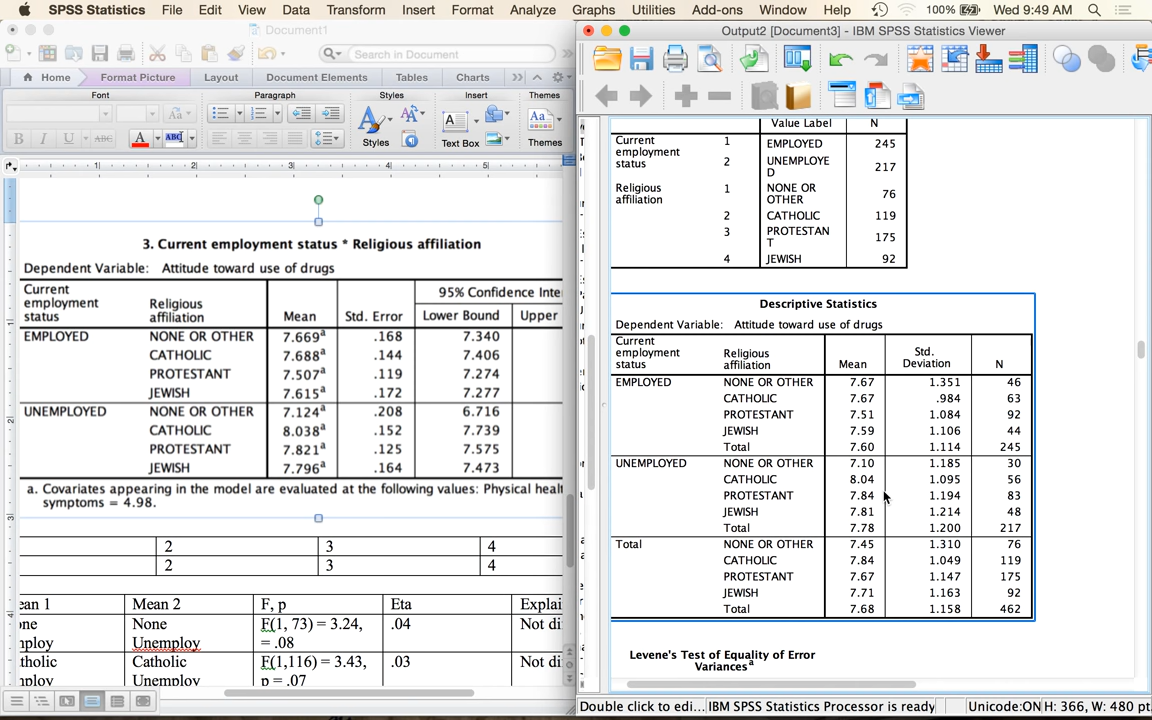 SPSS Statistics File Edit View Data Transform Insert Format Analyze Graphs Utilities Add-ons Window Help 100% Wed 9:49 AM
Document1
Search in Document
Home Format Picture Layout Document Elements Tables Charts
Font Paragraph Styles Insert Themes
Aa
B I U ABC A ABC
Styles Text Box Themes
1 2 3 4 5
3. Current employment status * Religious affiliation
Dependent Variable: Attitude toward use of drugs
95% Confidence Inte
Current employment status Religious affiliation Mean Std. Error Lower Bound Upper
EMPLOYED NONE OR OTHER 7.669a .168 7.340
CATHOLIC 7.688a .144 7.406
PROTESTANT 7.507a .119 7.274
JEWISH 7.615a .172 7.277
UNEMPLOYED NONE OR OTHER 7.124a .208 6.716
CATHOLIC 8.038a .152 7.739
PROTESTANT 7.821a .125 7.575
JEWISH 7.796a .164 7.473
a. Covariates appearing in the model are evaluated at the following values: Physical healt
symptoms = 4.98.
2 3 4
2 3 4
ean 1 Mean 2 F, p Eta Explai
one None F(1, 73) = 3.24, .04 Not di
nploy Unemploy = .08
tholic Catholic F(1,116) = 3.43, .03 Not di
nploy Unemploy p = .07
Output2 [Document3] - IBM SPSS Statistics Viewer
Value Label N
Current employment status 1 EMPLOYED 245
2 UNEMPLOYE
D 217
Religious affiliation 1 NONE OR
OTHER 76
2 CATHOLIC 119
3 PROTESTAN
T 175
4 JEWISH 92
Descriptive Statistics
Dependent Variable: Attitude toward use of drugs
Current employment status Religious affiliation Mean Std. Deviation N
EMPLOYED NONE OR OTHER 7.67 1.351 46
CATHOLIC 7.67 .984 63
PROTESTANT 7.51 1.084 92
JEWISH 7.59 1.106 44
Total 7.60 1.114 245
UNEMPLOYED NONE OR OTHER 7.10 1.185 30
CATHOLIC 8.04 1.095 56
PROTESTANT 7.84 1.194 83
JEWISH 7.81 1.214 48
Total 7.78 1.200 217
Total NONE OR OTHER 7.45 1.310 76
CATHOLIC 7.84 1.049 119
PROTESTANT 7.67 1.147 175
JEWISH 7.71 1.163 92
Total 7.68 1.158 462
Levene's Test of Equality of Error
Variancesa
Double click to edi... IBM SPSS Statistics Processor is ready Unicode:ON H: 366, W: 480 pt